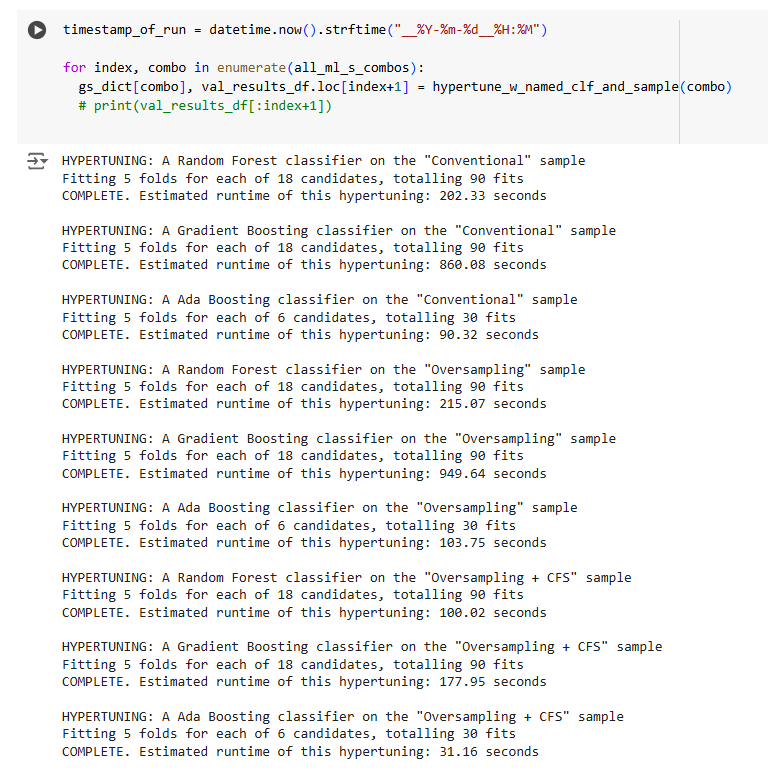 timestamp_of_run = datetime.now().strftime("__%Y-%m-%d__%H:%M")
for index, combo in enumerate(all_ml_s_combos):
  gs_dict[combo], val_results_df.loc[index+1] = hypertune_w_named_clf_and_sample(combo)
  # print(val_results_df[:index+1])
HYPERTUNING: A Random Forest classifier on the "Conventional" sample
Fitting 5 folds for each of 18 candidates, totalling 90 fits
COMPLETE. Estimated runtime of this hypertuning: 202.33 seconds
HYPERTUNING: A Gradient Boosting classifier on the "Conventional" sample
Fitting 5 folds for each of 18 candidates, totalling 90 fits
COMPLETE. Estimated runtime of this hypertuning: 860.08 seconds
HYPERTUNING: A Ada Boosting classifier on the "Conventional" sample
Fitting 5 folds for each of 6 candidates, totalling 30 fits
COMPLETE. Estimated runtime of this hypertuning: 90.32 seconds
HYPERTUNING: A Random Forest classifier on the "Oversampling" sample
Fitting 5 folds for each of 18 candidates, totalling 90 fits
COMPLETE. Estimated runtime of this hypertuning: 215.07 seconds
HYPERTUNING: A Gradient Boosting classifier on the "Oversampling" sample
Fitting 5 folds for each of 18 candidates, totalling 90 fits
COMPLETE. Estimated runtime of this hypertuning: 949.64 seconds
HYPERTUNING: A Ada Boosting classifier on the "Oversampling" sample
Fitting 5 folds for each of 6 candidates, totalling 30 fits
COMPLETE. Estimated runtime of this hypertuning: 103.75 seconds
HYPERTUNING: A Random Forest classifier on the "Oversampling + CFS" sample
Fitting 5 folds for each of 18 candidates, totalling 90 fits
COMPLETE. Estimated runtime of this hypertuning: 100.02 seconds
HYPERTUNING: A Gradient Boosting classifier on the "Oversampling + CFS" sample
Fitting 5 folds for each of 18 candidates, totalling 90 fits
COMPLETE. Estimated runtime of this hypertuning: 177.95 seconds
HYPERTUNING: A Ada Boosting classifier on the "Oversampling + CFS" sample
Fitting 5 folds for each of 6 candidates, totalling 30 fits
COMPLETE. Estimated runtime of this hypertuning: 31.16 seconds